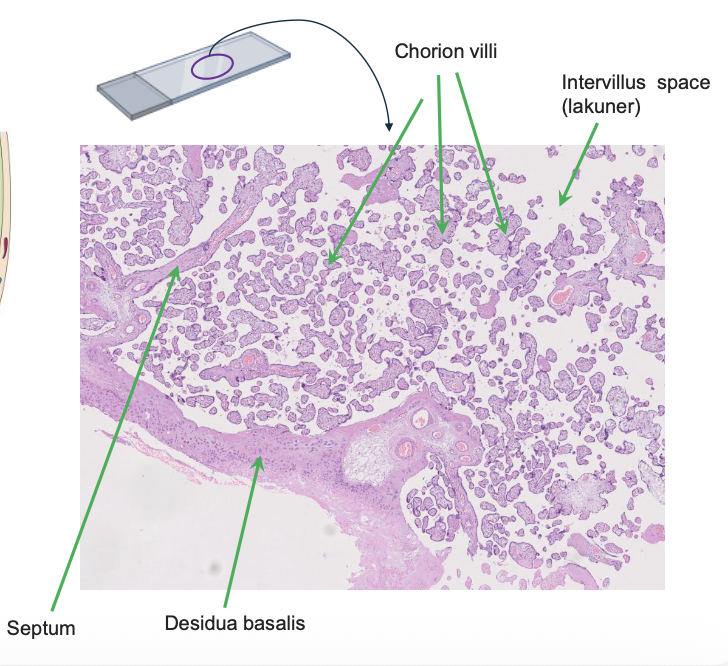 Chorion villi
Intervillus space
(lakuner)
Septum
Desidua basalis